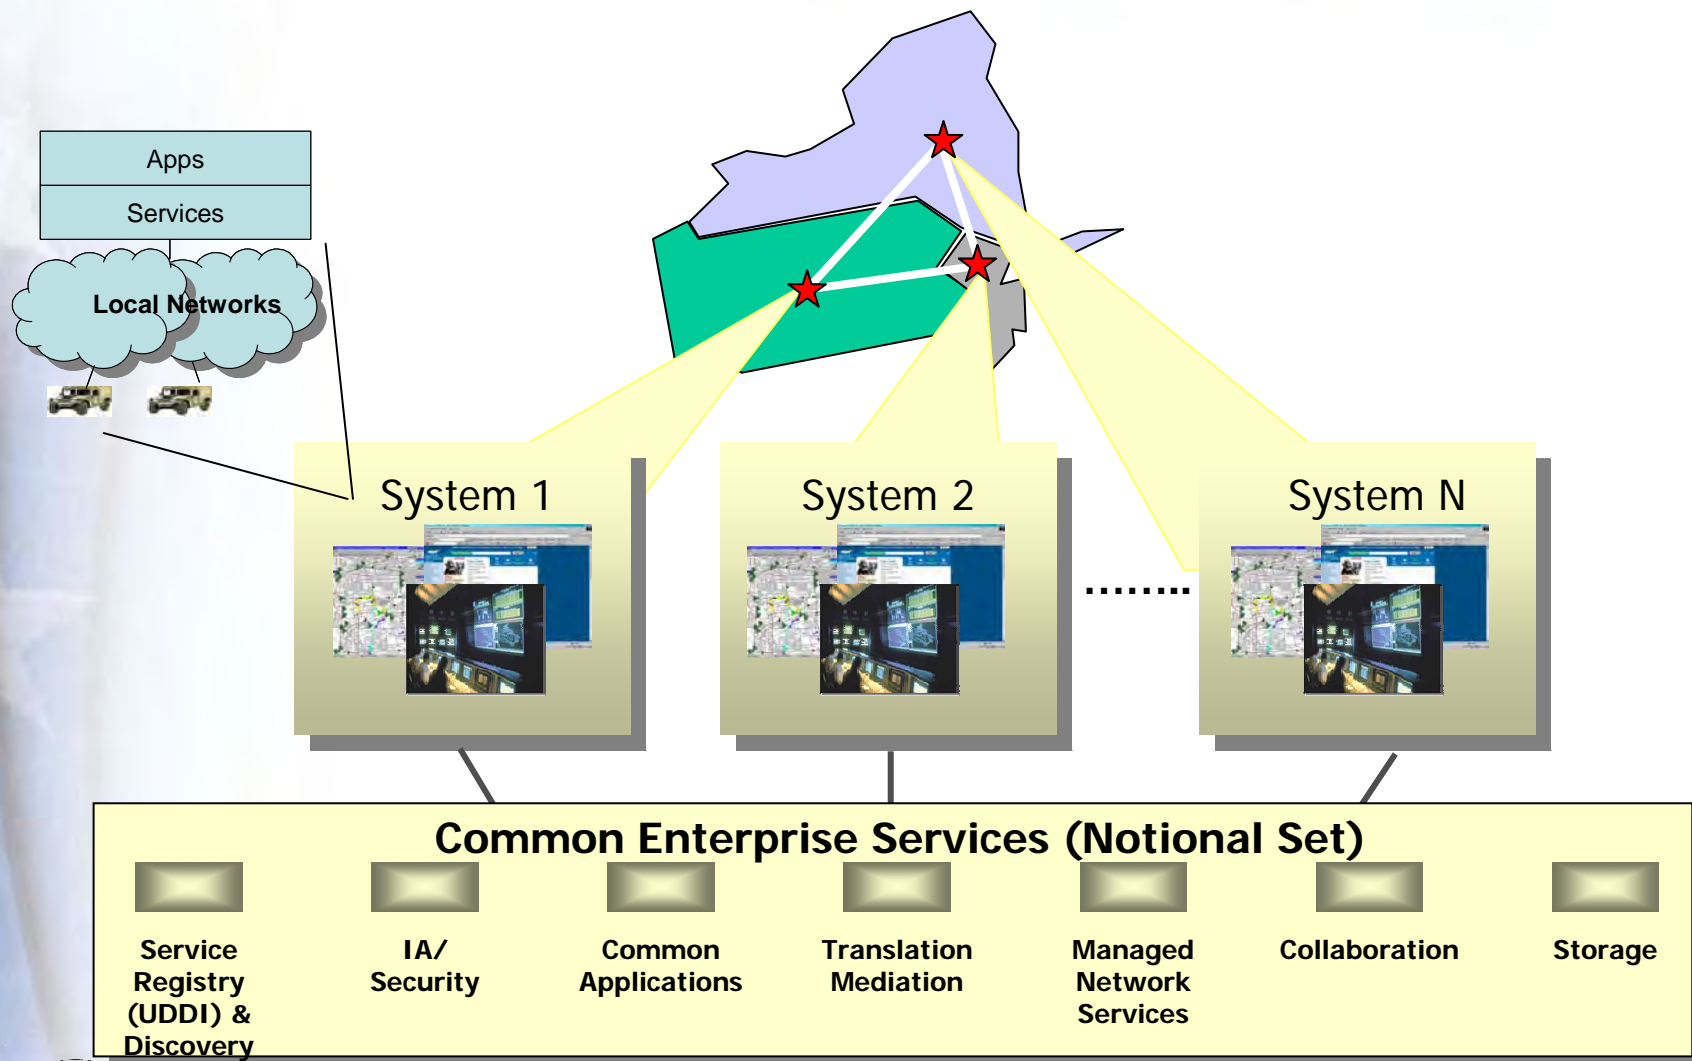 Apps
Services
Local Networks
System 1
System 2
........
System N
Common Enterprise Services (Notional Set)
Service
Registry
(UDDI) &
Discovery
IA/
Security
Common
Applications
Translation
Mediation
Managed
Network
Services
Collaboration
Storage